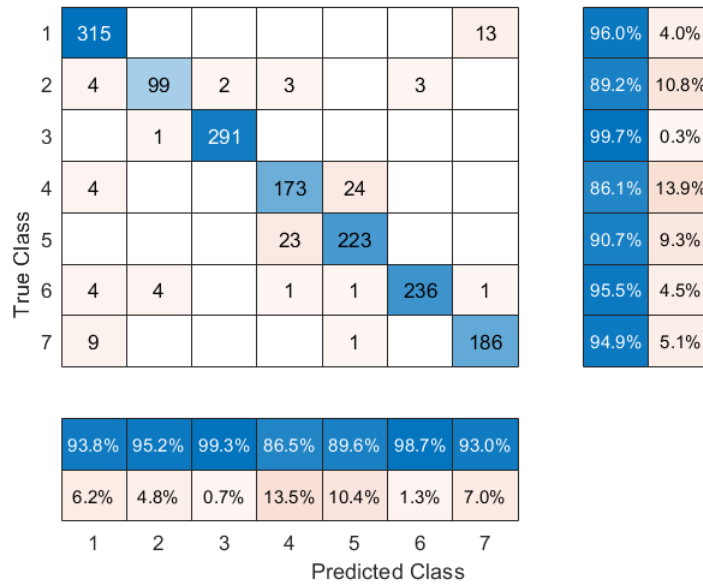 1 315 13 96.0% 4.0%
2 4 99 2 3 3 89.2% 10.8%
3 1 291 99.7% 0.3%
4 4 173 24 86.1% 13.9%
5 23 223 90.7% 9.3%
6 4 4 1 1 236 1 95.5% 4.5%
7 9 1 186 94.9% 5.1%
True Class
93.8% 95.2% 99.3% 86.5% 89.6% 98.7% 93.0%
6.2% 4.8% 0.7% 13.5% 10.4% 1.3% 7.0%
1 2 3 4 5 6 7
Predicted Class